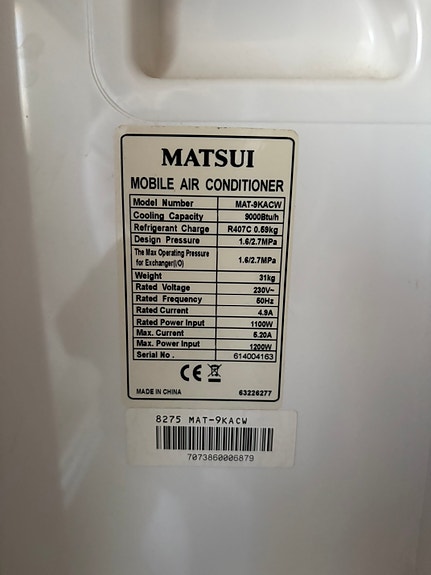 MATSUI
MOBILE AIR CONDITIONER
Model Number MAT-9KACW
Cooling Capacity 9000Btu/h
Refrigerant Charge R407C 0.59kg
Design Pressure 1.6/2.7MPa
The Max Operating Pressure
for Exchanger(I/O) 1.6/2.7MPa
Weight 31kg
Rated Voltage 230V~
Rated Frequency 50Hz
Rated Current 4.9A
Rated Power Input 1100W
Max. Current 5.20A
Max. Power Input 1200W
Serial No. 614004163
CE
MADE IN CHINA 63226277
8275 MAT-9KACW
7073860006879